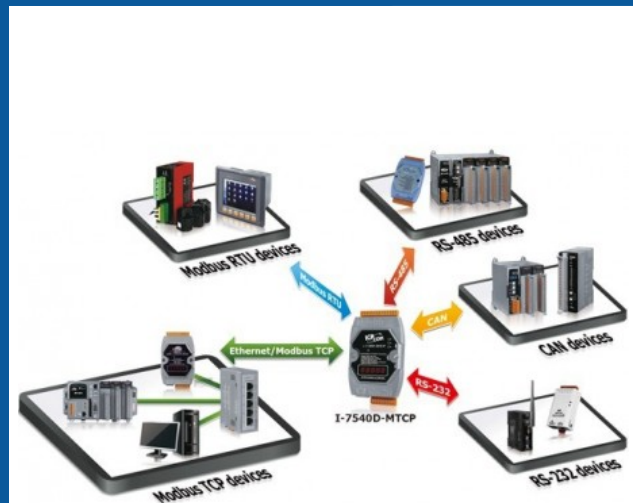 Modbus RTU devices
RS-485 devices
Modbus RTU
RS-485
CAN
CAN devices
Ethernet/Modbus TCP
RS-232
I-7540D-MTCP
Modbus TCP devices
RS-232 devices